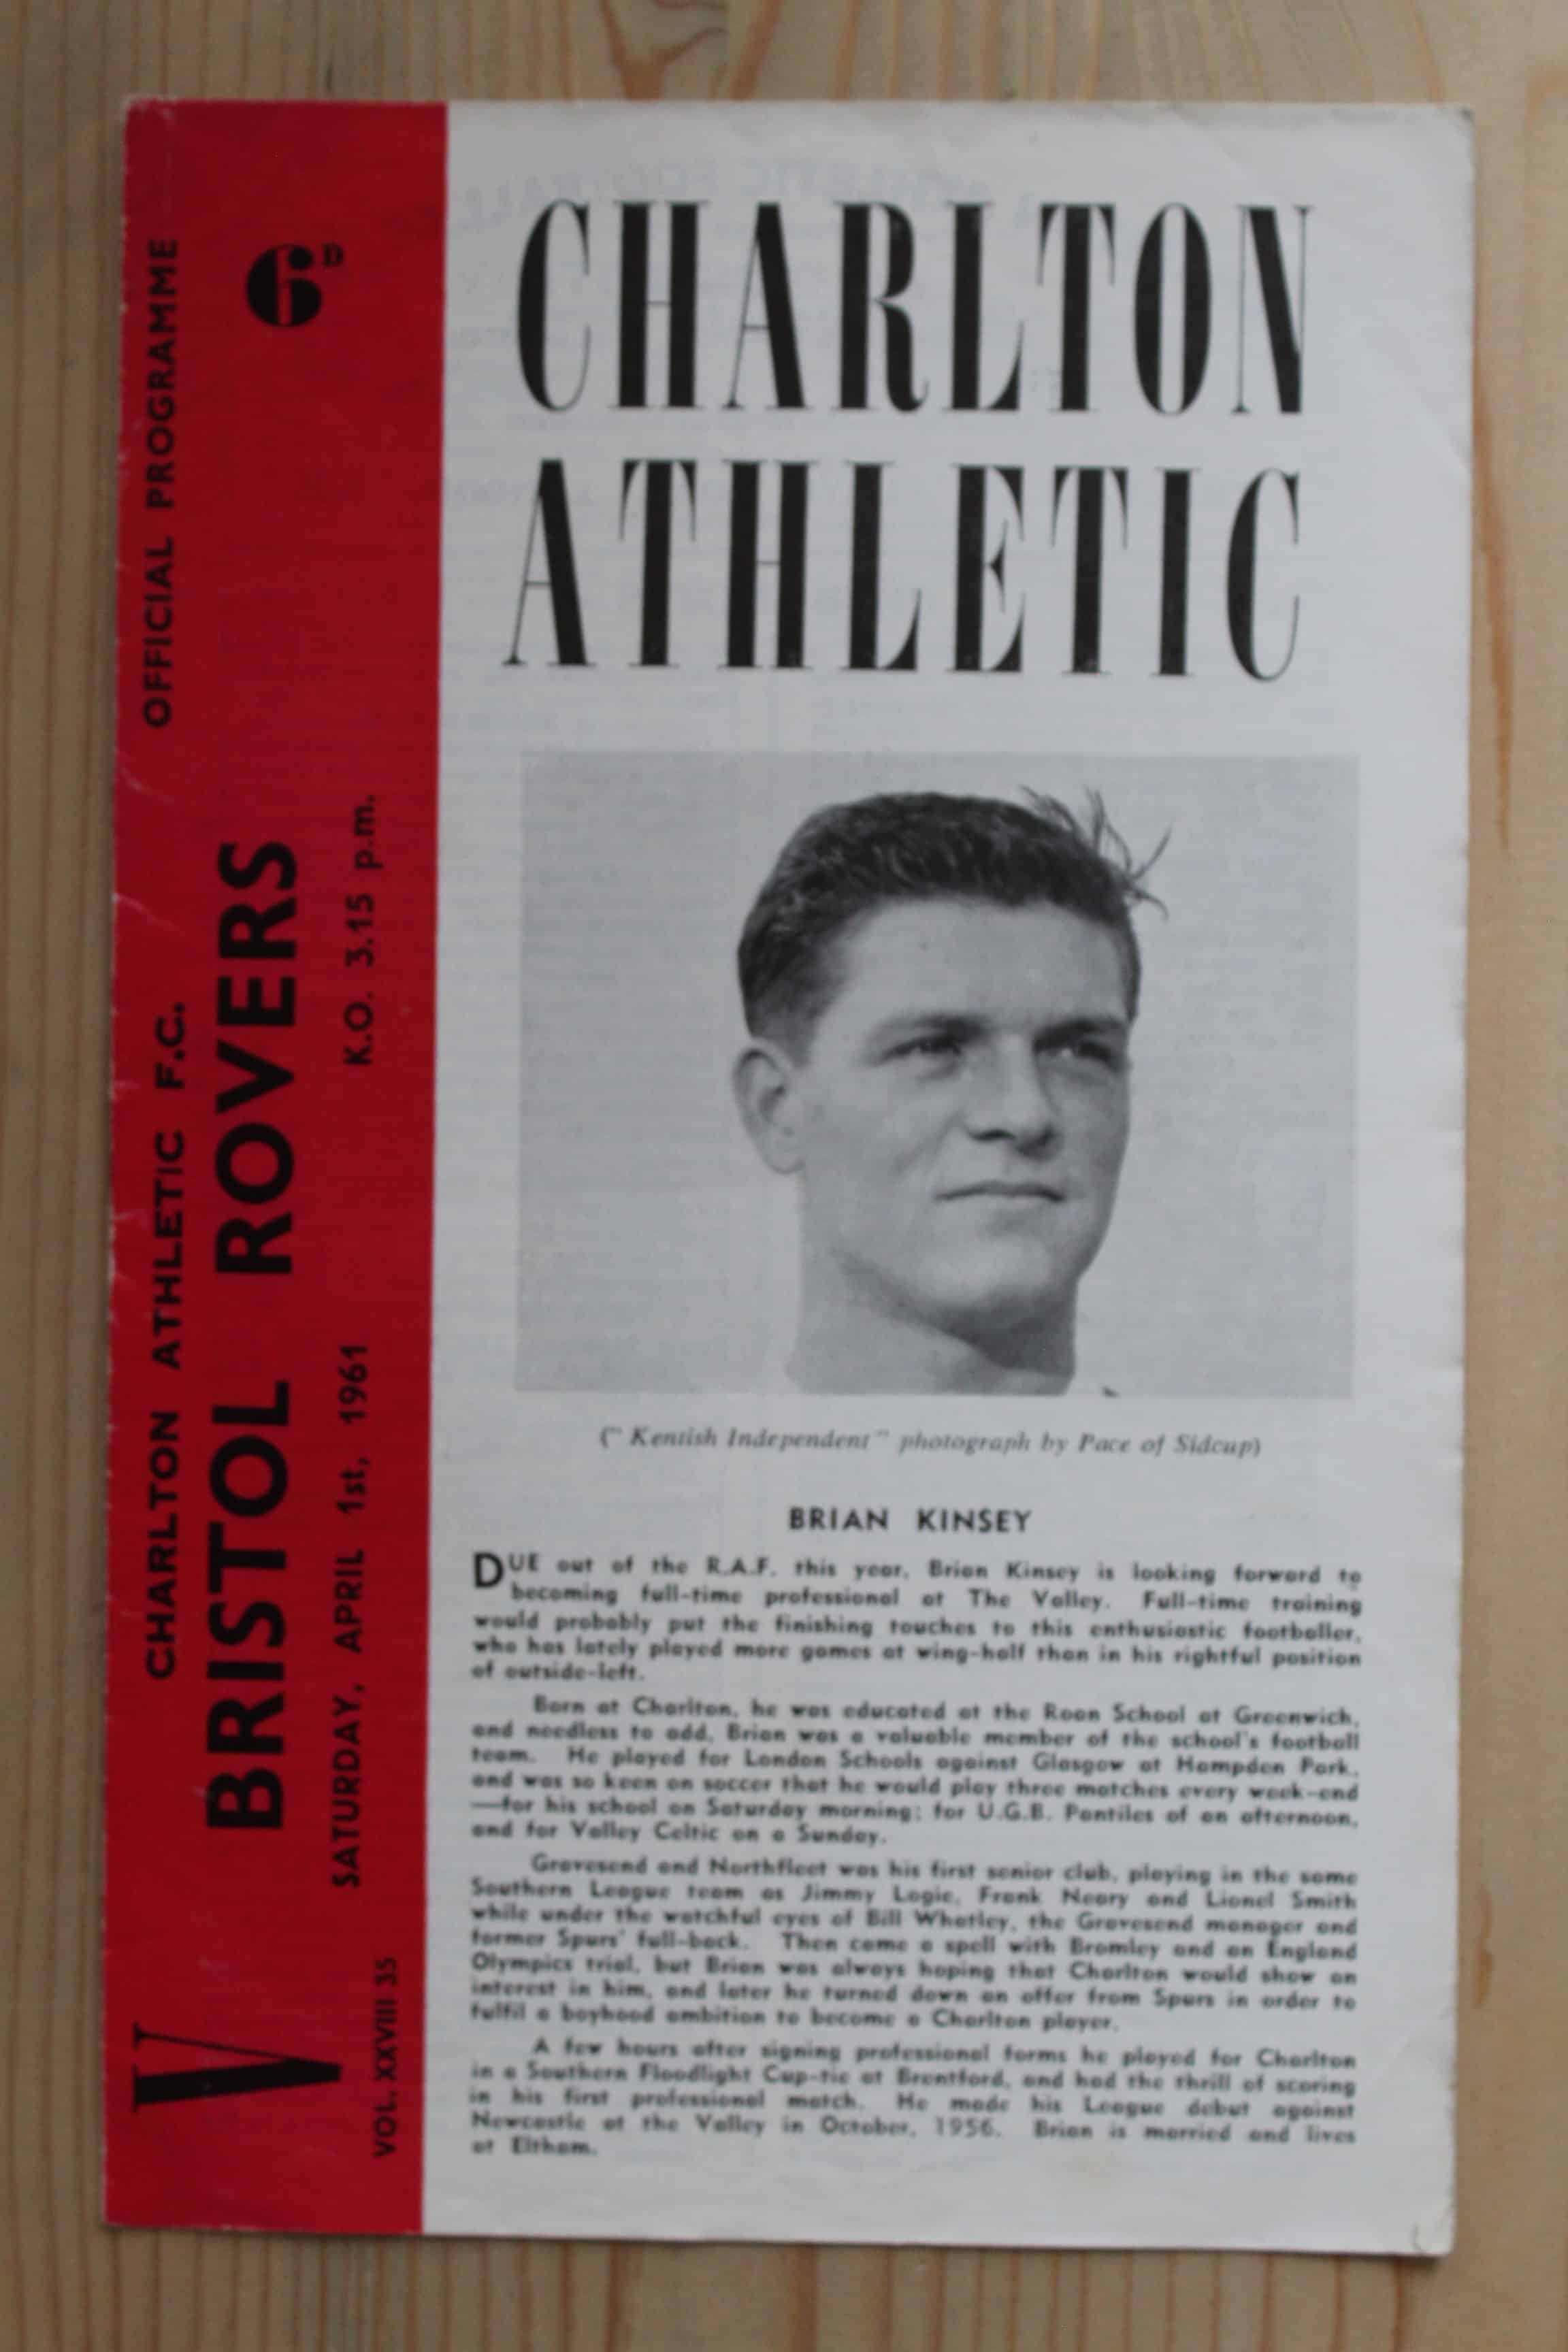 OFFICIAL PROGRAMME
6D
CHARLTON ATHLETIC F.C.
V BRISTOL ROVERS
SATURDAY, APRIL 1st, 1961 K.O. 3.15 p.m.
VOL. XXVIII 35
CHARLTON
ATHLETIC
(" Kentish Independent " photograph by Pace of Sidcup)
BRIAN KINSEY
DUE out of the R.A.F. this year, Brian Kinsey is looking forward to
becoming full-time professional at The Valley. Full-time training
would probably put the finishing touches to this enthusiastic footballer,
who has lately played more games at wing-half than in his rightful position
of outside-left.
Born at Charlton, he was educated at the Roan School at Greenwich,
and needless to add, Brian was a valuable member of the school's football
team. He played for London Schools against Glasgow at Hampden Park,
and was so keen on soccer that he would play three matches every week-end
—for his school on Saturday morning; for U.G.B. Pantiles of an afternoon,
and for Valley Celtic on a Sunday.
Gravesend and Northfleet was his first senior club, playing in the same
Southern League team as Jimmy Logie, Frank Neary and Lionel Smith
while under the watchful eyes of Bill Whatley, the Gravesend manager and
former Spurs' full-back. Then came a spell with Bromley and an England
Olympics trial, but Brian was always hoping that Charlton would show an
interest in him, and later he turned down an offer from Spurs in order to
fulfil a boyhood ambition to become a Charlton player.
A few hours after signing professional forms he played for Charlton
in a Southern Floodlight Cup-tie at Brentford, and had the thrill of scoring
in his first professional match. He made his League debut against
Newcastle at the Valley in October, 1956. Brian is married and lives
at Eltham.